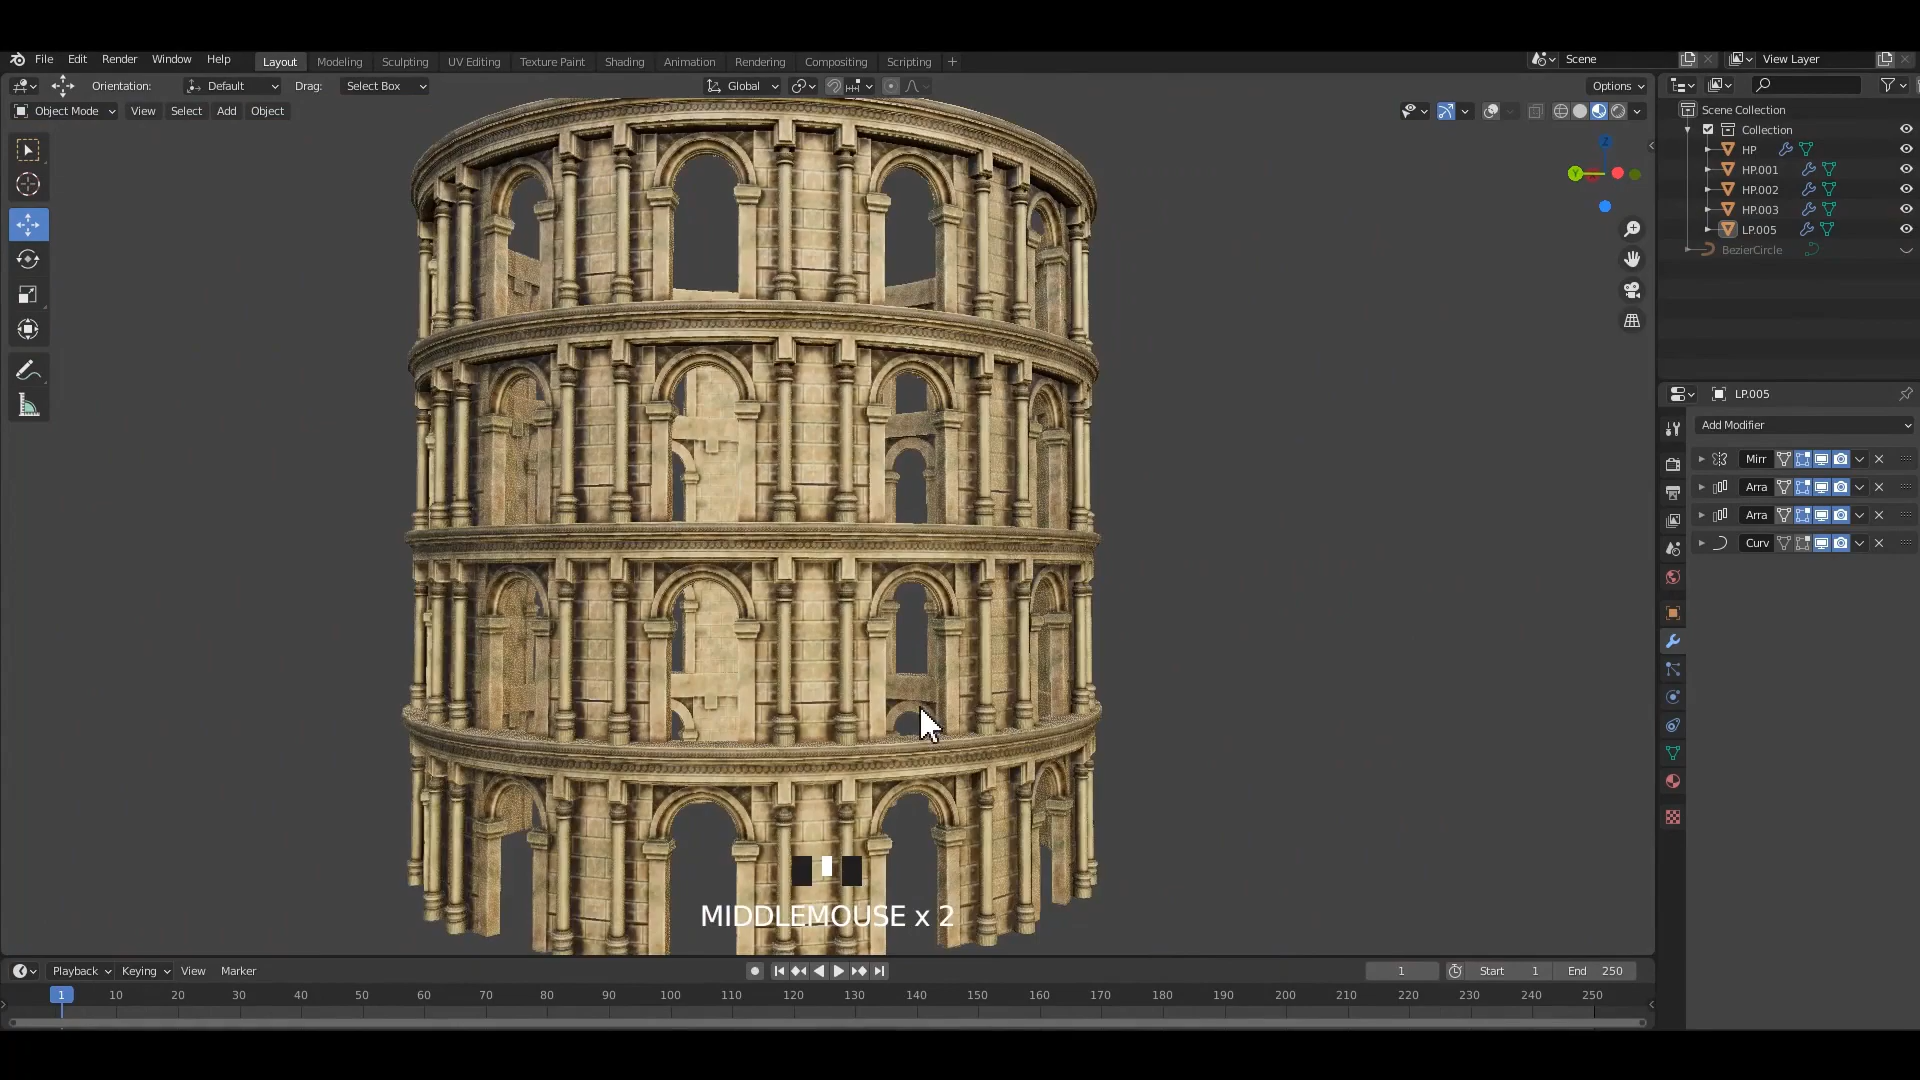 File Edit Render Window Help Layout Modeling Sculpting UV Editing Texture Paint Shading Animation Rendering Compositing Scripting + Scene View Layer
Orientation: Default Drag: Select Box Global Options
Object Mode View Select Add Object
Scene Collection
Collection
HP
HP.001
HP.002
HP.003
LP.005
BezierCircle
Z
Y
LP.005
Add Modifier
Mirr
Arra
Arra
Curv
MIDDLEMOUSE x 2
Playback Keying View Marker 1 Start 1 End 250
1 10 20 30 40 50 60 70 80 90 100 110 120 130 140 150 160 170 180 190 200 210 220 230 240 250